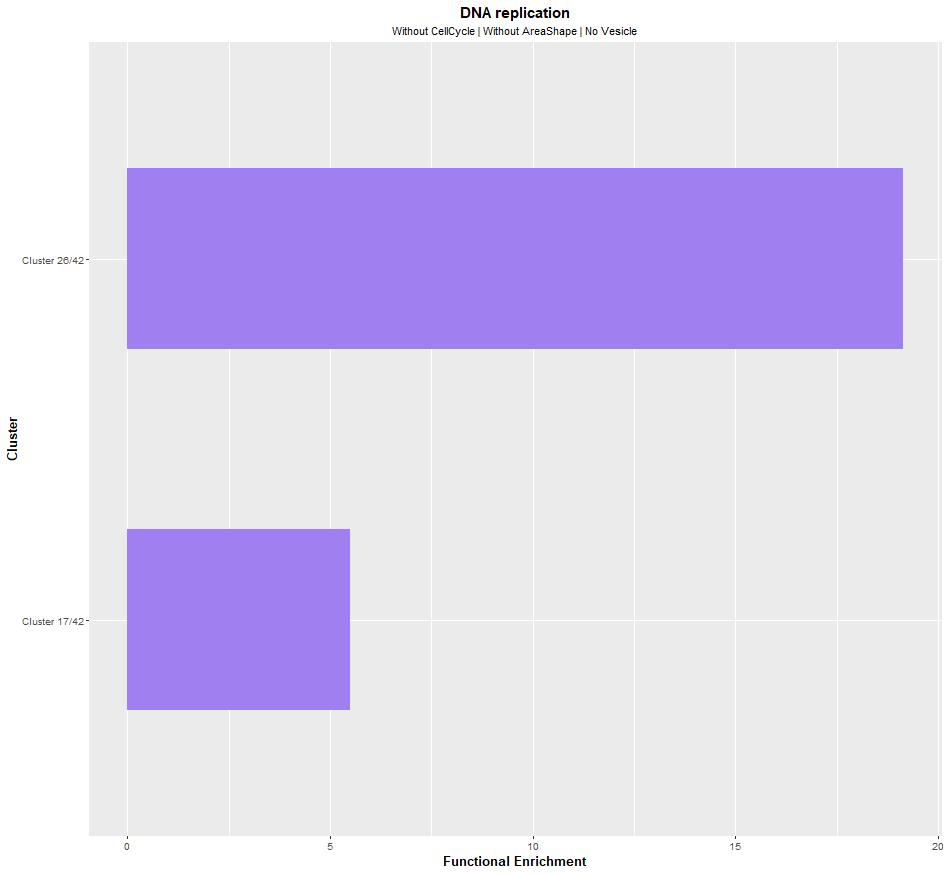 DNA replication
Without CellCycle | Without AreaShape | No Vesicle
Cluster 26/42
Cluster
Cluster 17/42
0 5 10 15 20
Functional Enrichment